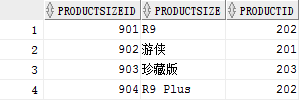 PRODUCTSIZEID PRODUCTSIZE PRODUCTID
1 901 R9 202
2 902 游侠 201
3 903 珍藏版 203
4 904 R9 Plus 202